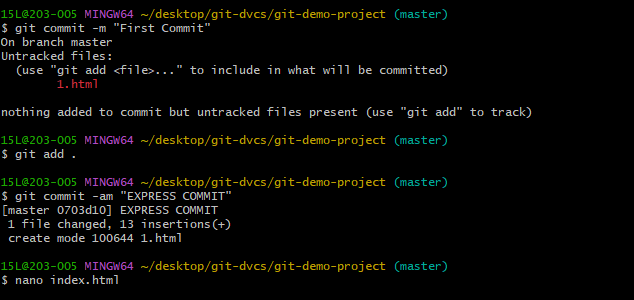 15L@203-005 MINGW64 ~/desktop/git-dvcs/git-demo-project (master)
$ git commit -m "First Commit"
On branch master
Untracked files:
  (use "git add <file>..." to include in what will be committed)
        1.html

nothing added to commit but untracked files present (use "git add" to track)

15L@203-005 MINGW64 ~/desktop/git-dvcs/git-demo-project (master)
$ git add .

15L@203-005 MINGW64 ~/desktop/git-dvcs/git-demo-project (master)
$ git commit -am "EXPRESS COMMIT"
[master 0703d10] EXPRESS COMMIT
 1 file changed, 13 insertions(+)
 create mode 100644 1.html

15L@203-005 MINGW64 ~/desktop/git-dvcs/git-demo-project (master)
$ nano index.html